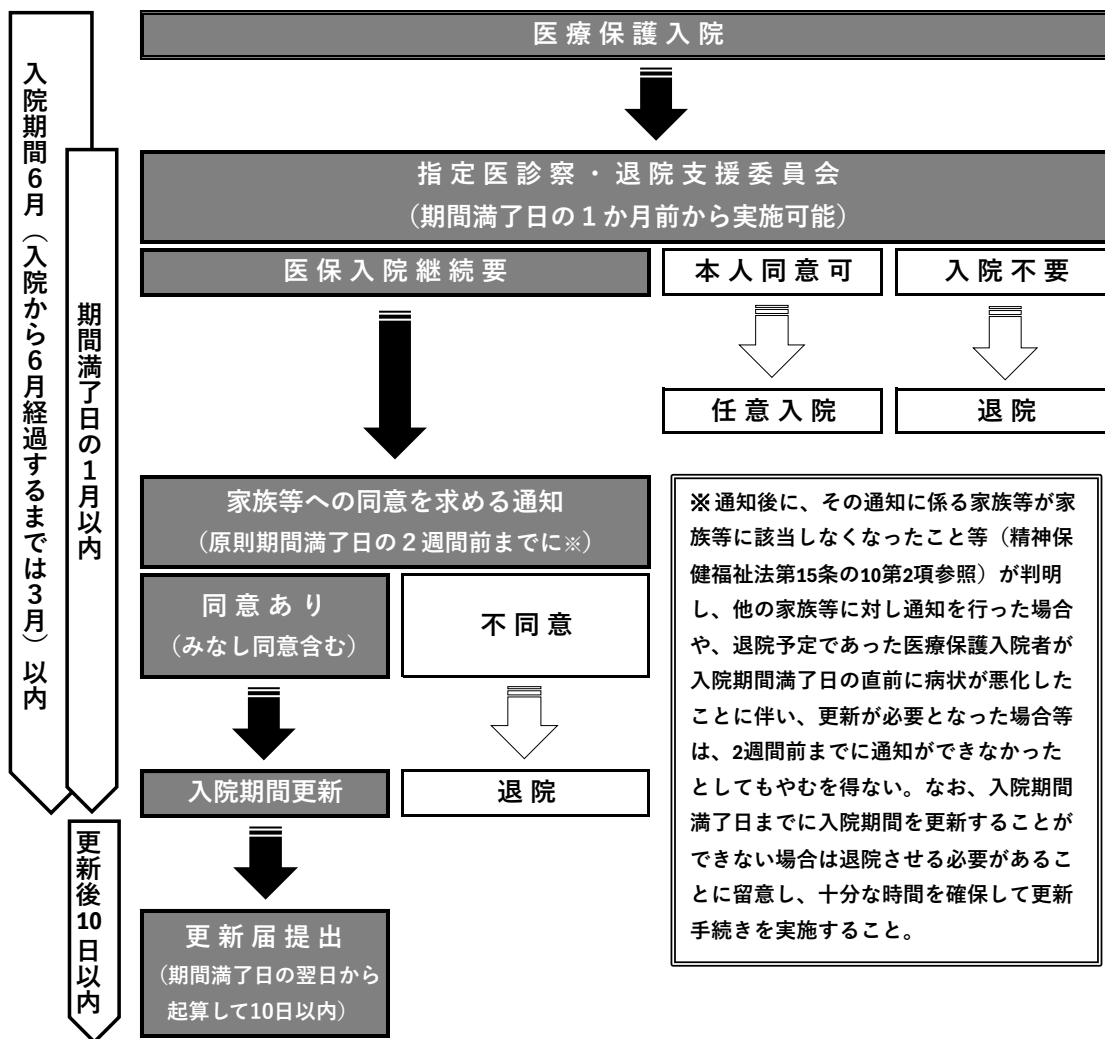 医療保護入院
入院期間6月（入院から6月経過するまでは3月）以内
期間満了日の1月以内
指定医診察・退院支援委員会
（期間満了日の１か月前から実施可能）
医保入院継続要
本人同意可
入院不要
任意入院
退院
家族等への同意を求める通知
（原則期間満了日の２週間前までに※）
同意あり
（みなし同意含む）
不同意
入院期間更新
退院
更新後10日以内
更新届提出
（期間満了日の翌日から
起算して10日以内）
※通知後に、その通知に係る家族等が家
族等に該当しなくなったこと等（精神保
健福祉法第15条の10第2項参照）が判明
し、他の家族等に対し通知を行った場合
や、退院予定であった医療保護入院者が
入院期間満了日の直前に病状が悪化した
ことに伴い、更新が必要となった場合等
は、2週間前までに通知ができなかった
としてもやむを得ない。なお、入院期間
満了日までに入院期間を更新することが
できない場合は退院させる必要があるこ
とに留意し、十分な時間を確保して更新
手続きを実施すること。